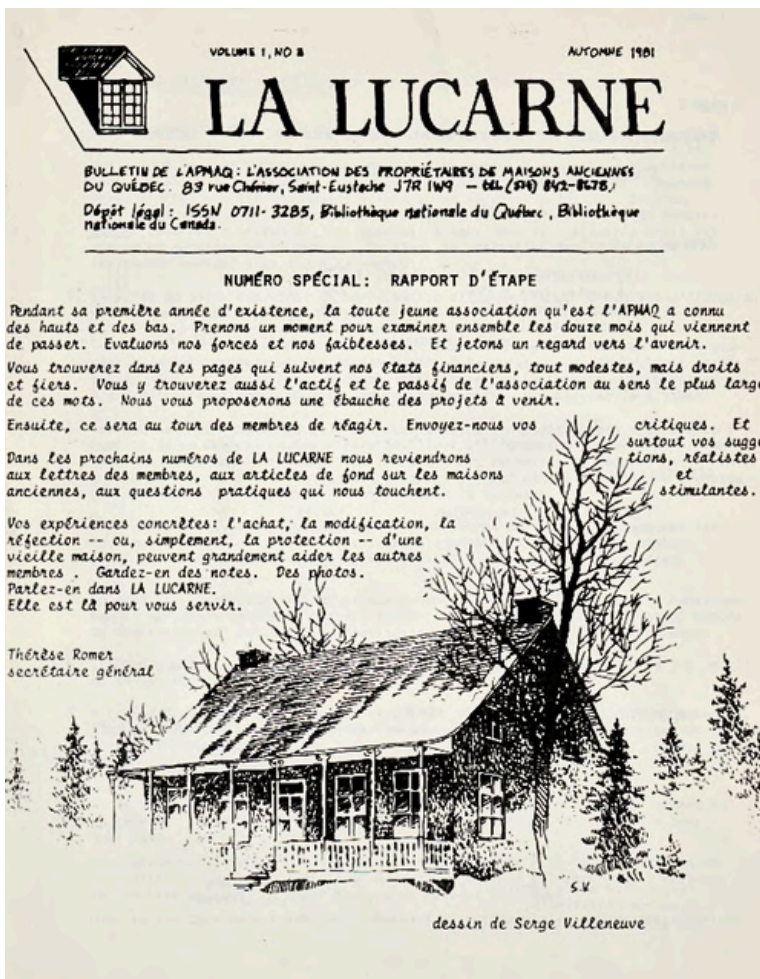 VOLUME 1, NO 3
AUTOMNE 1981
LA LUCARNE
BULLETIN DE L'APMAQ: L'ASSOCIATION DES PROPRIÉTAIRES DE MAISONS ANCIENNES
DU QUÉBEC. 83 rue Chénier, Saint-Eustache J7R 1W9 — tél. (514)
Dépôt légal: ISSN 0711-3285, Bibliothèque nationale du Québec, Bibliothèque
nationale du Canada.
NUMÉRO SPÉCIAL: RAPPORT D'ÉTAPE
Pendant sa première année d'existence, la toute jeune association qu'est l'APMAQ a connu
des hauts et des bas. Prenons un moment pour examiner ensemble les douze mois qui viennent
de passer. Evaluons nos forces et nos faiblesses. Et jetons un regard vers l'avenir.
Vous trouverez dans les pages qui suivent nos états financiers, tout modestes, mais droits
et fiers. Vous y trouverez aussi l'actif et le passif de l'association au sens le plus large
de ces mots. Nous vous proposerons une ébauche des projets à venir.
Ensuite, ce sera au tour des membres de réagir. Envoyez-nous vos critiques. Et
surtout vos sugge
Dans les prochains numéros de LA LUCARNE nous reviendrons tions, réalistes
aux lettres des membres, aux articles de fond sur les maisons et
anciennes, aux questions pratiques qui nous touchent. stimulantes.
Vos expériences concrètes: l'achat, la modification, la
réfection -- ou, simplement, la protection -- d'une
vieille maison, peuvent grandement aider les autres
membres . Gardez-en des notes. Des photos.
Parlez-en dans LA LUCARNE.
Elle est là pour vous servir.
Thérèse Romer
secrétaire général
S.V.
dessin de Serge Villeneuve